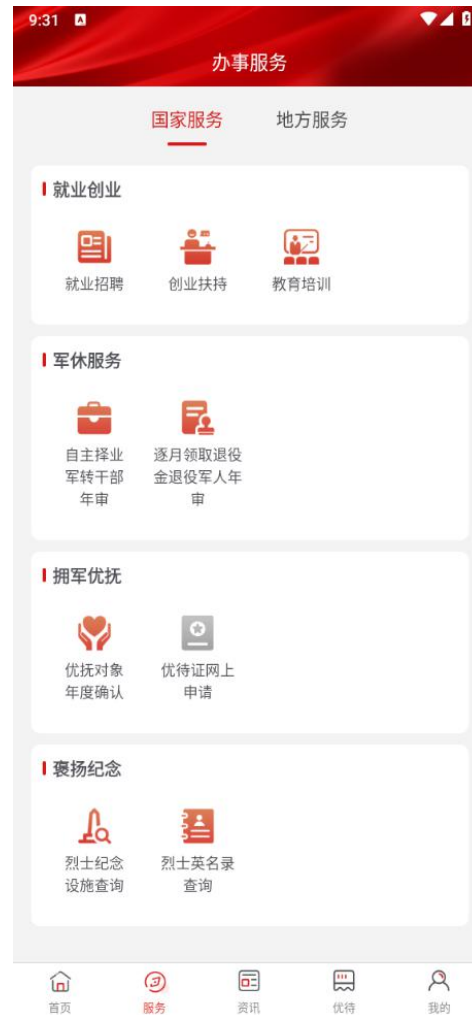 9:31
办事服务
国家服务 地方服务
就业创业
就业招聘 创业扶持 教育培训
军休服务
自主择业 逐月领取退役
军转干部 金退役军人年
年审 审
拥军优抚
优抚对象 优待证网上
年度确认 申请
褒扬纪念
烈士纪念 烈士英名录
设施查询 查询
首页 服务 资讯 优待 我的